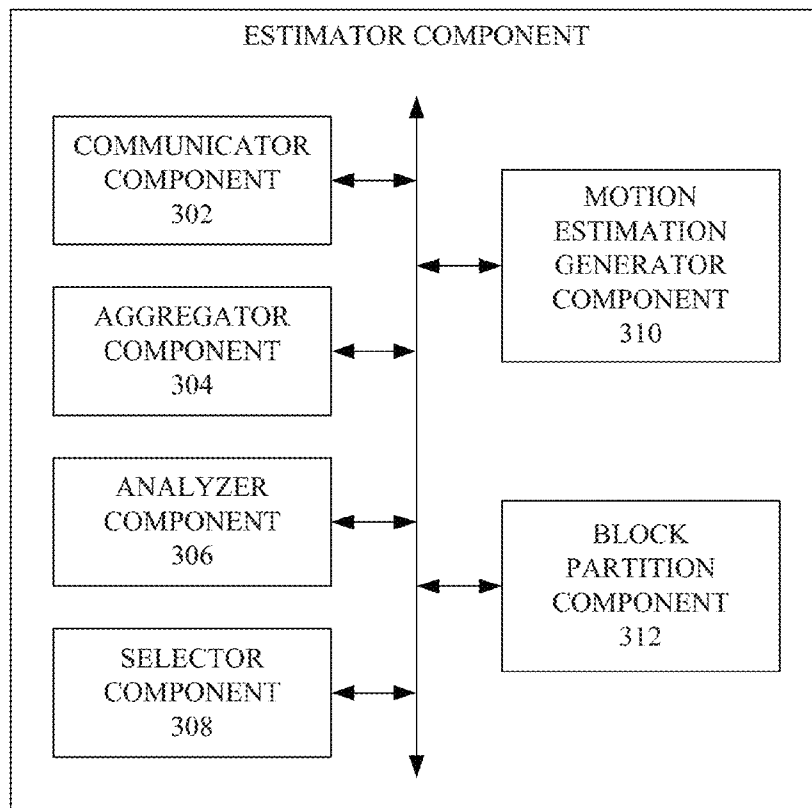 ESTIMATOR COMPONENT
COMMUNICATOR
COMPONENT
302
AGGREGATOR
COMPONENT
304
ANALYZER
COMPONENT
306
SELECTOR
COMPONENT
308
MOTION
ESTIMATION
GENERATOR
COMPONENT
310
BLOCK
PARTITION
COMPONENT
312